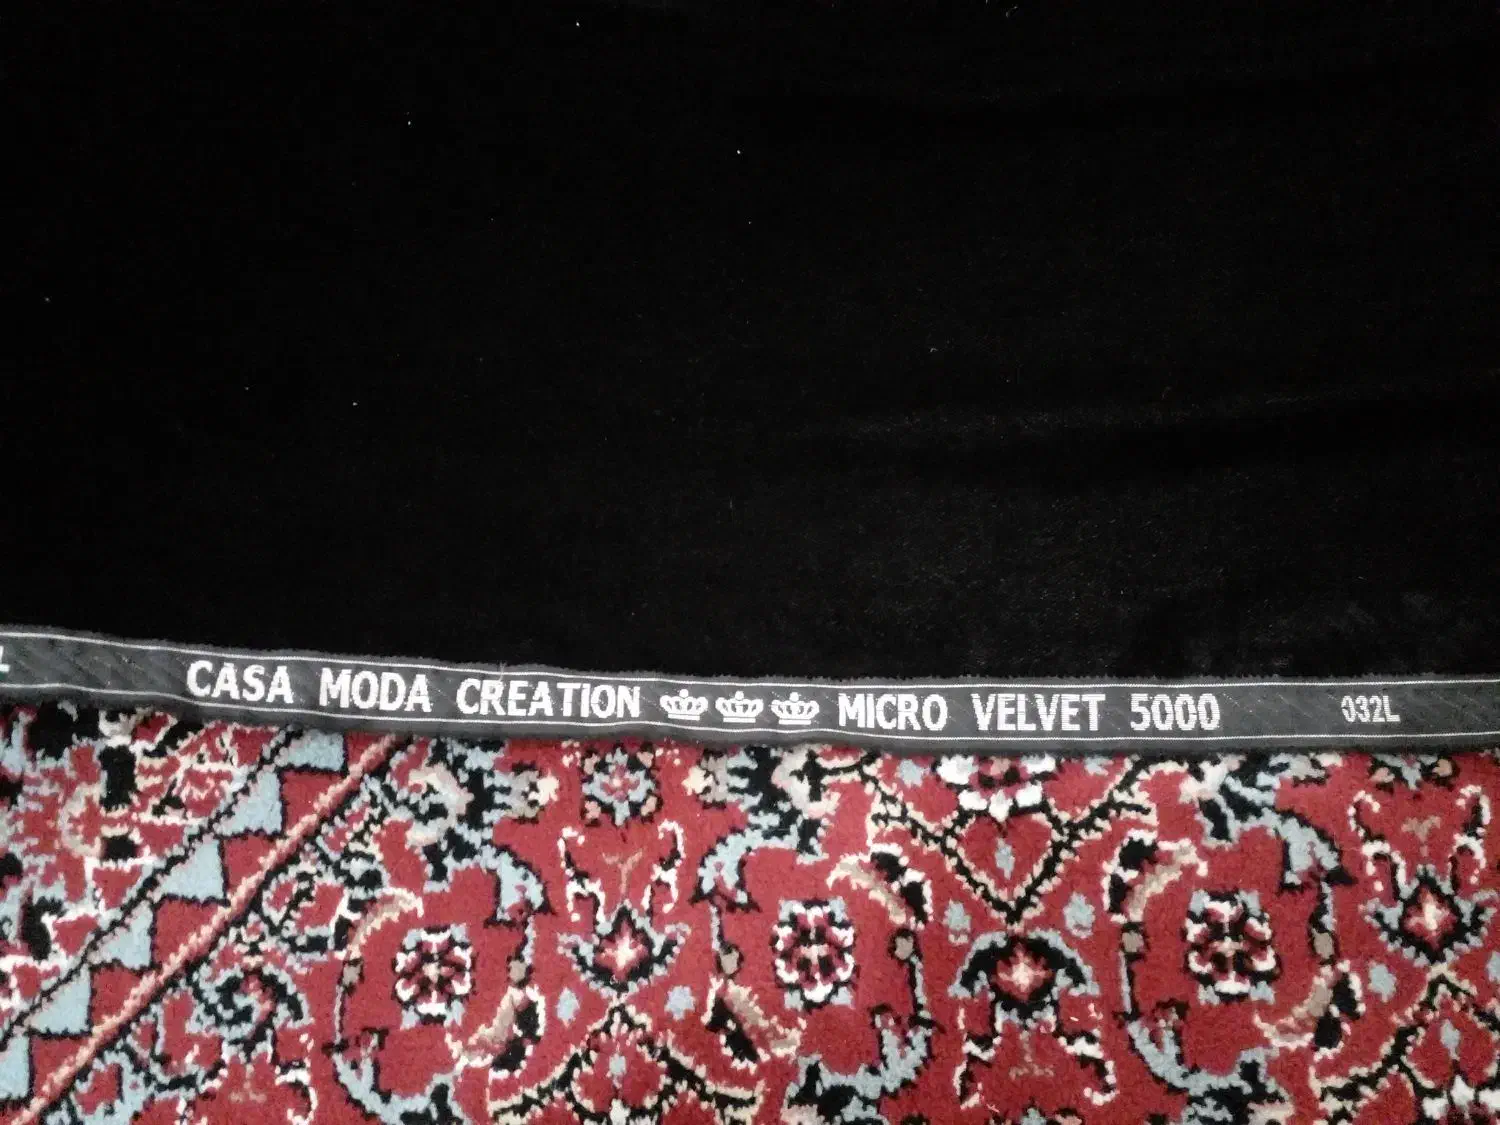 CASA MODA CREATION MICRO VELVET 5000 032L